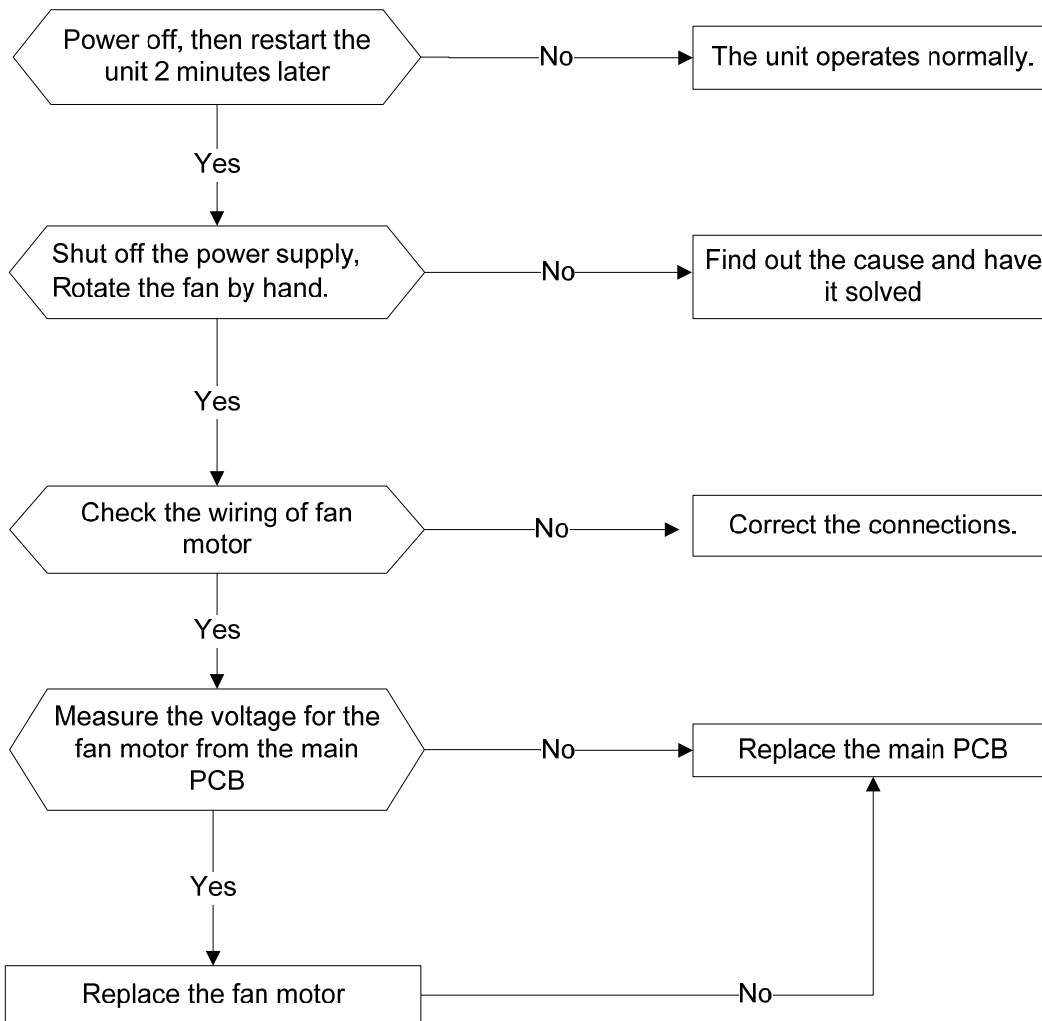 Power off, then restart the
unit 2 minutes later
No
The unit operates normally.
Yes
Shut off the power supply,
Rotate the fan by hand.
No
Find out the cause and have
it solved
Yes
Check the wiring of fan
motor
No
Correct the connections.
Yes
Measure the voltage for the
fan motor from the main
PCB
No
Replace the main PCB
Yes
Replace the fan motor
No